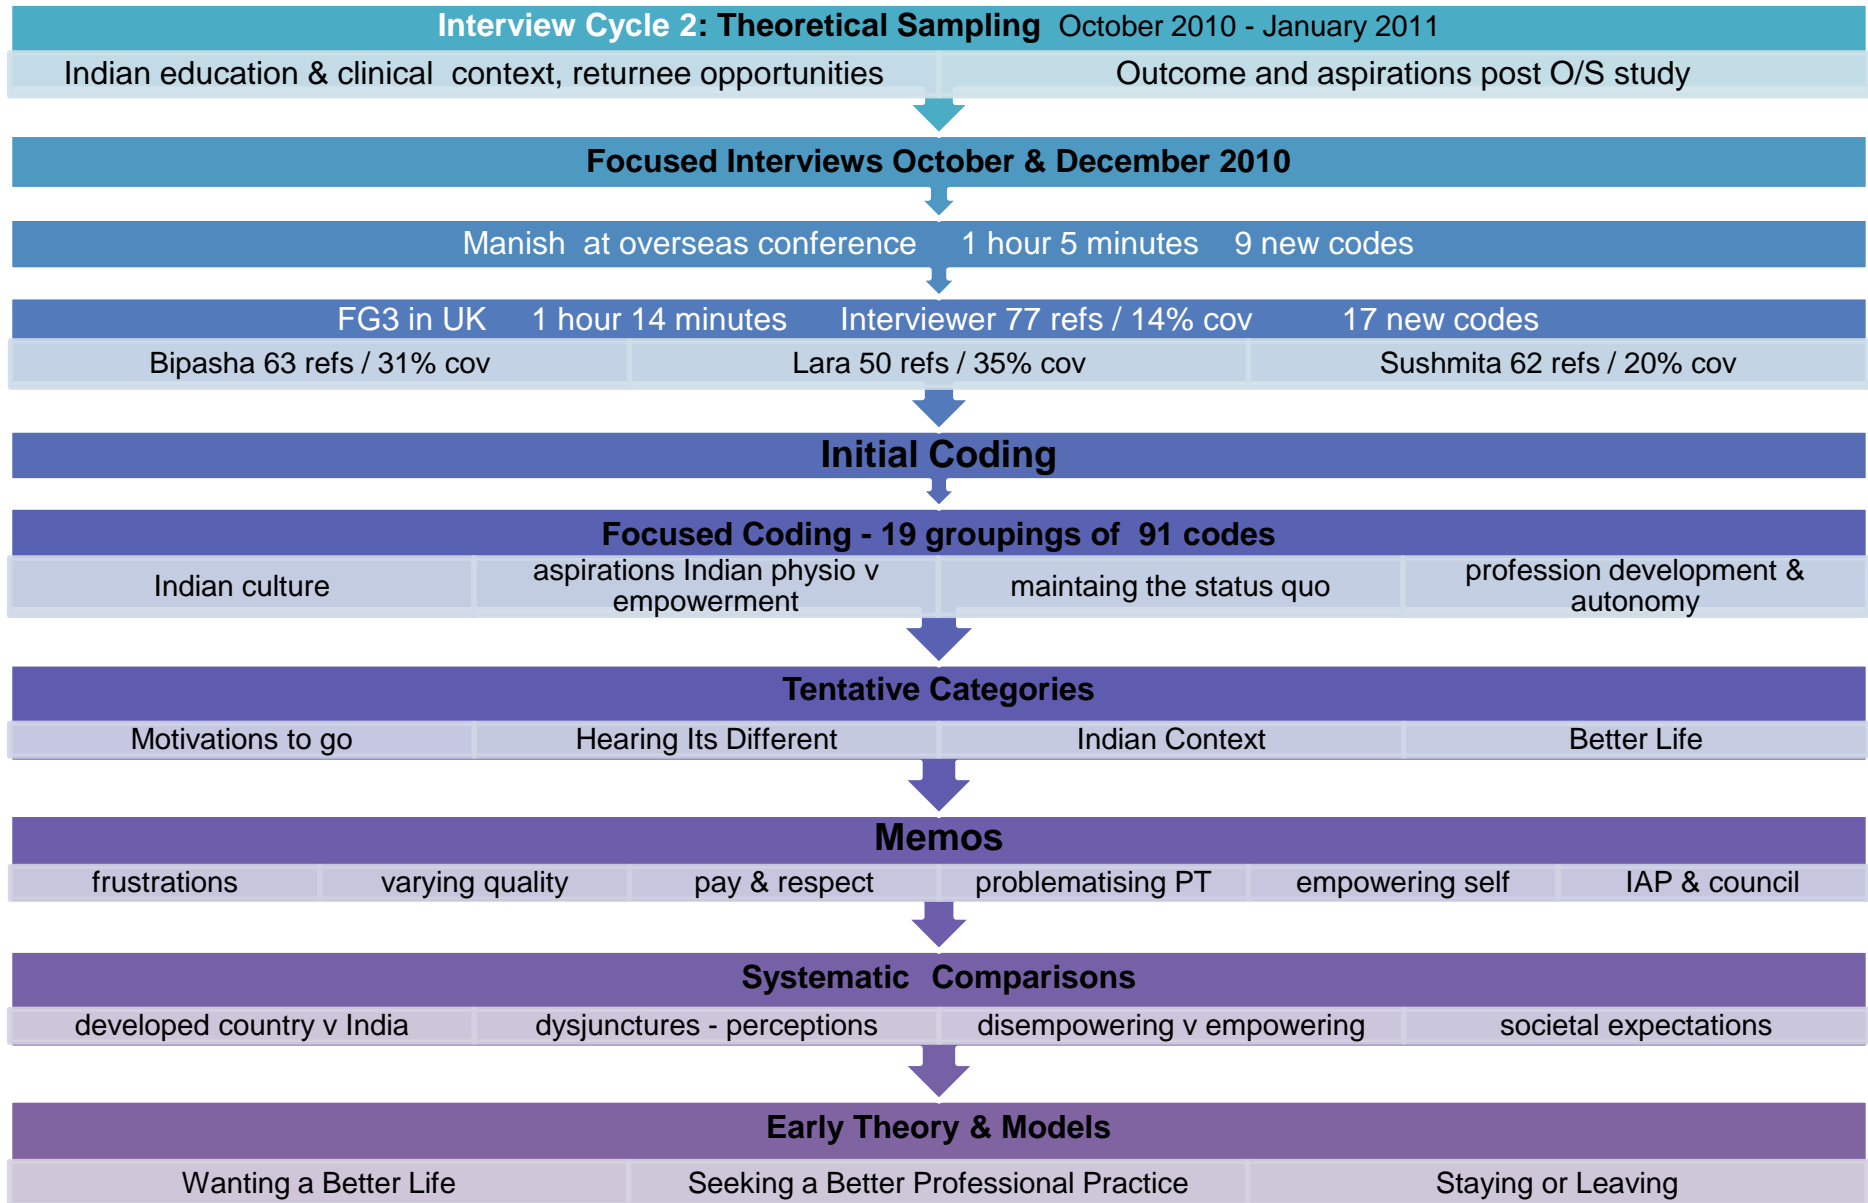 Interview Cycle 2: Theoretical Sampling October 2010 - January 2011
Indian education & clinical context, returnee opportunities
Outcome and aspirations post O/S study
Focused Interviews October & December 2010
Manish at overseas conference 1 hour 5 minutes 9 new codes
FG3 in UK 1 hour 14 minutes Interviewer 77 refs / 14% cov 17 new codes
Bipasha 63 refs / 31% cov
Lara 50 refs / 35% cov
Sushmita 62 refs / 20% cov
Initial Coding
Focused Coding - 19 groupings of 91 codes
Indian culture
aspirations Indian physio v
empowerment
maintaing the status quo
profession development &
autonomy
Tentative Categories
Motivations to go
Hearing Its Different
Indian Context
Better Life
Memos
frustrations
varying quality
pay & respect
problematising PT
empowering self
IAP & council
Systematic Comparisons
developed country v India
dysjunctures - perceptions
disempowering v empowering
societal expectations
Early Theory & Models
Wanting a Better Life
Seeking a Better Professional Practice
Staying or Leaving